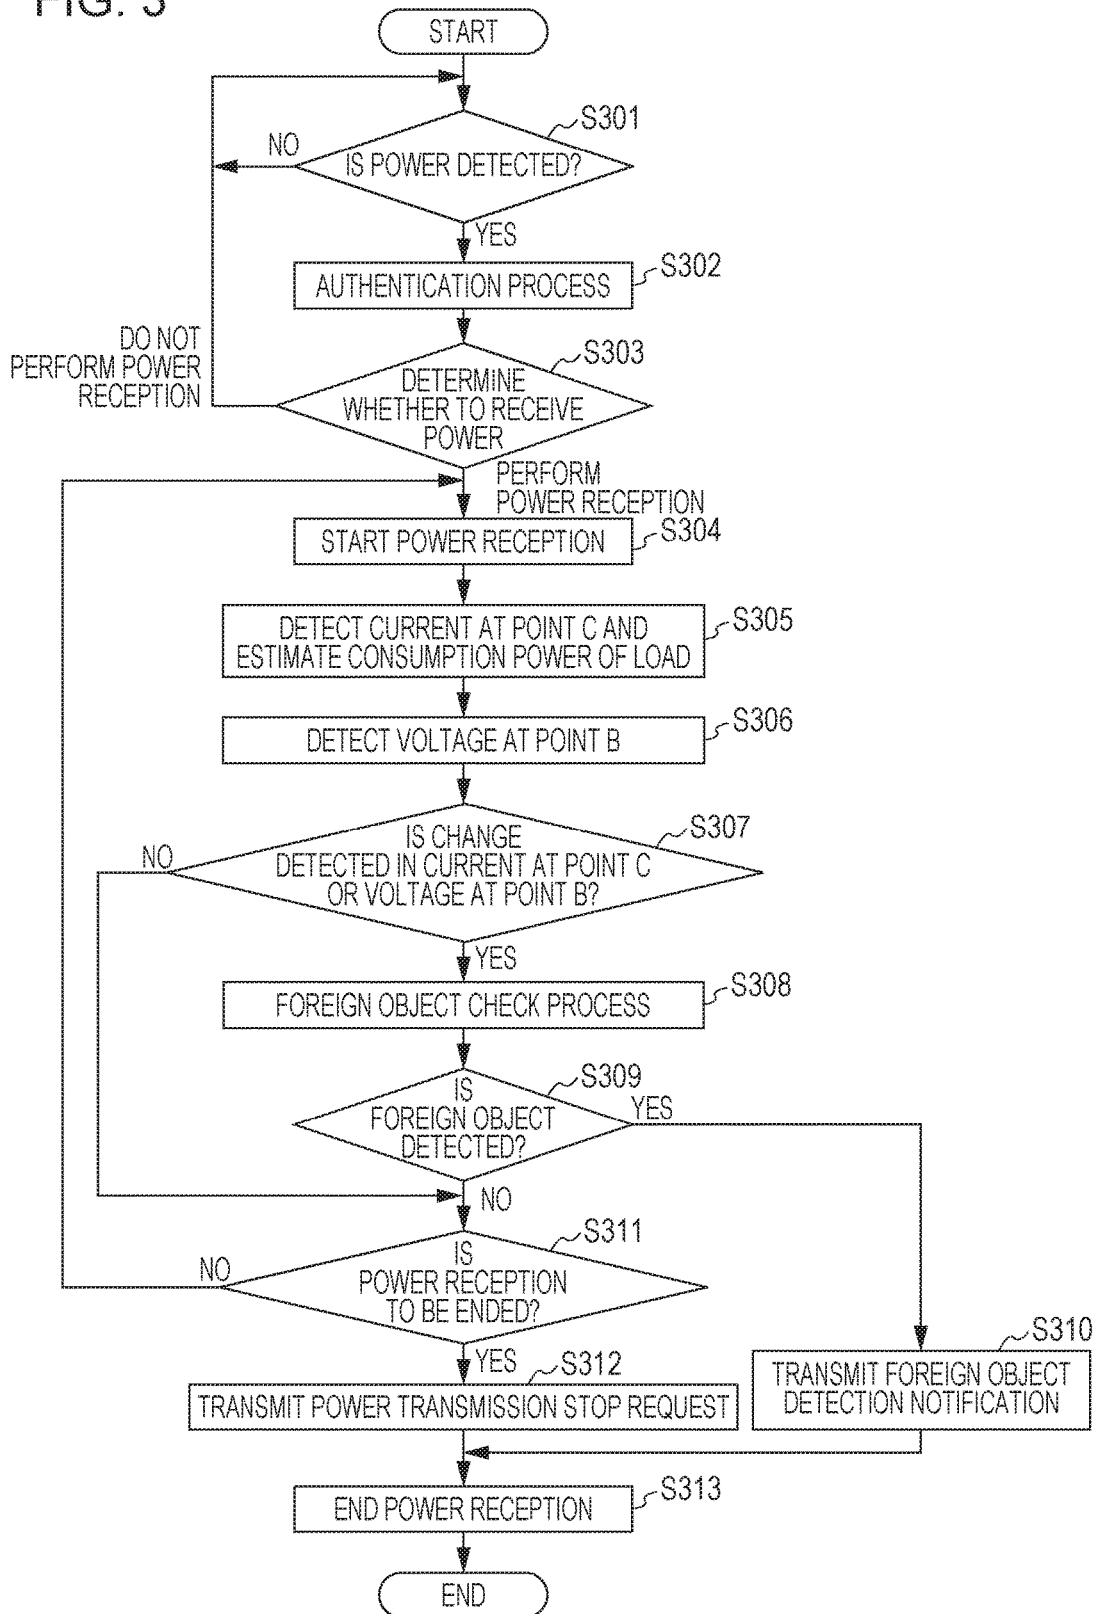 FIG. 3
START
S301
NO
IS POWER DETECTED?
YES
S302
AUTHENTICATION PROCESS
DO NOT
PERFORM POWER
RECEPTION
S303
DETERMINE
WHETHER TO RECEIVE
POWER
PERFORM
POWER RECEPTION
S304
START POWER RECEPTION
S305
DETECT CURRENT AT POINT C AND
ESTIMATE CONSUMPTION POWER OF LOAD
S306
DETECT VOLTAGE AT POINT B
S307
NO
IS CHANGE
DETECTED IN CURRENT AT POINT C
OR VOLTAGE AT POINT B?
YES
S308
FOREIGN OBJECT CHECK PROCESS
S309
IS
FOREIGN OBJECT
DETECTED?
YES
NO
S311
NO
IS
POWER RECEPTION
TO BE ENDED?
YES
S310
TRANSMIT FOREIGN OBJECT
DETECTION NOTIFICATION
S312
TRANSMIT POWER TRANSMISSION STOP REQUEST
S313
END POWER RECEPTION
END